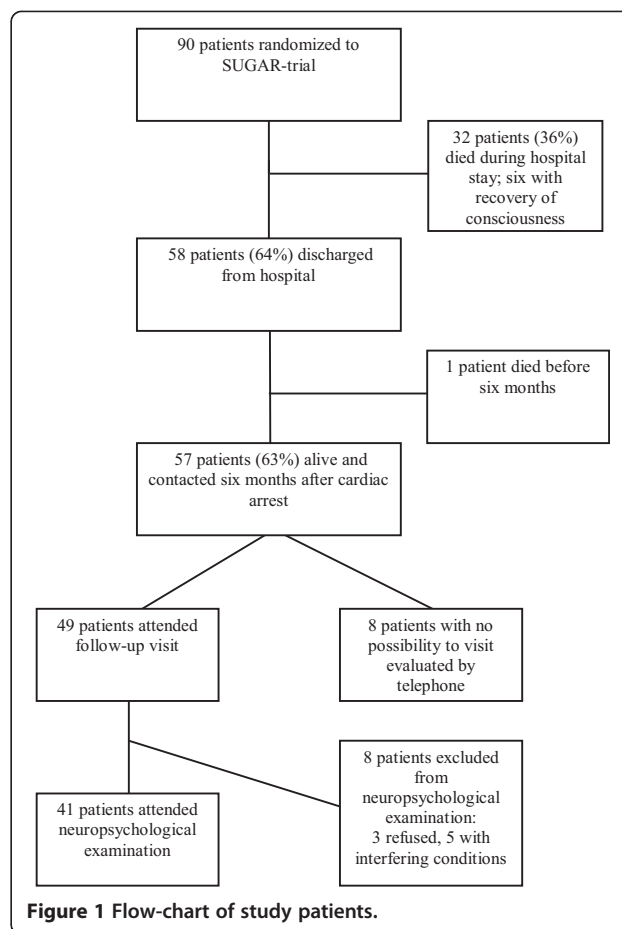 90 patients randomized to
SUGAR-trial
32 patients (36%)
died during hospital
stay; six with
recovery of
consciousness
58 patients (64%) discharged
from hospital
1 patient died before
six months
57 patients (63%) alive and
contacted six months after cardiac
arrest
49 patients attended
follow-up visit
8 patients with no
possibility to visit
evaluated by
telephone
41 patients attended
neuropsychological
examination
8 patients excluded
from
neuropsychological
examination:
3 refused, 5 with
interfering conditions
Figure 1 Flow-chart of study patients.